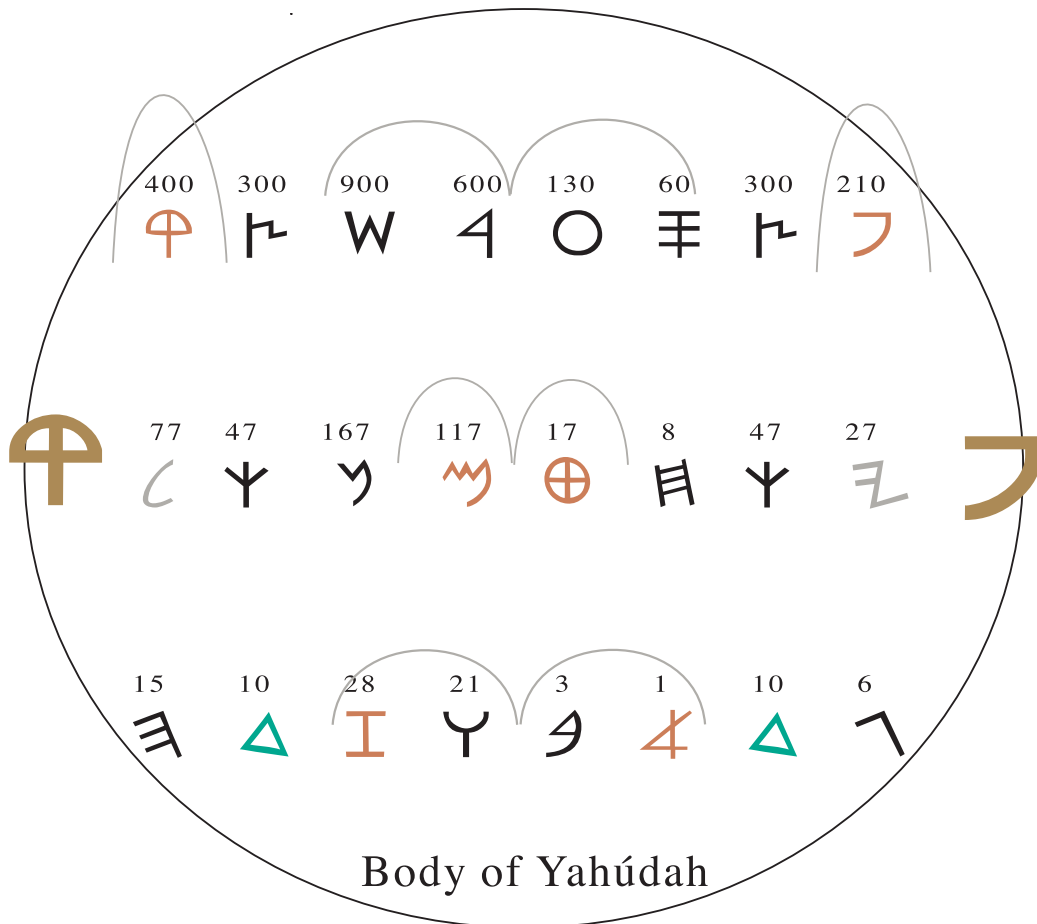 400 300 900 600 130 60 300 210
𐤐 𐤑 𐤎 𐤏 𐤓 𐤔 𐤑 𐤒
77 47 167 117 17 8 47 27
𐤐 𐤉 𐤊 𐤇 𐤈 𐤌 𐤍 𐤊 𐤋 𐤒
15 10 28 21 3 1 10 6
𐤂 𐤃 𐤀 𐤁 𐤅 𐤆 𐤃 𐤄
Body of Yahúdah